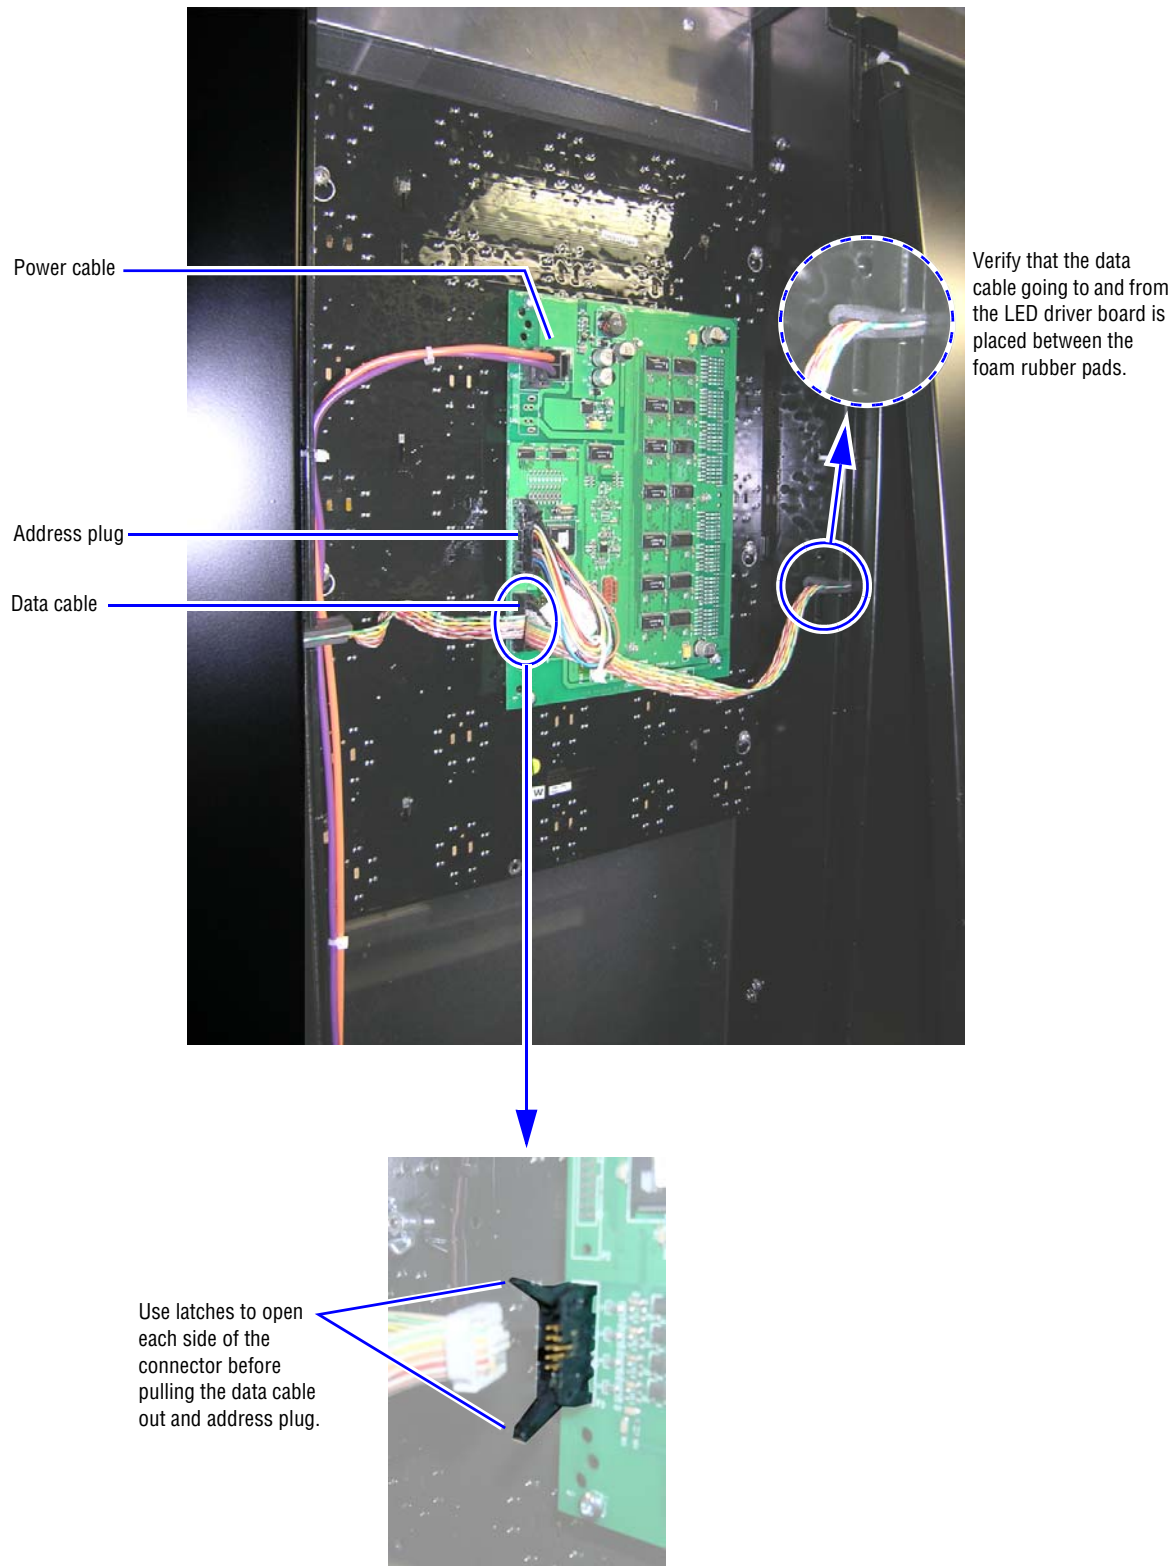 Power cable
Verify that the data
cable going to and from
the LED driver board is
placed between the
foam rubber pads.
Address plug
Data cable
W
Use latches to open
each side of the
connector before
pulling the data cable
out and address plug.